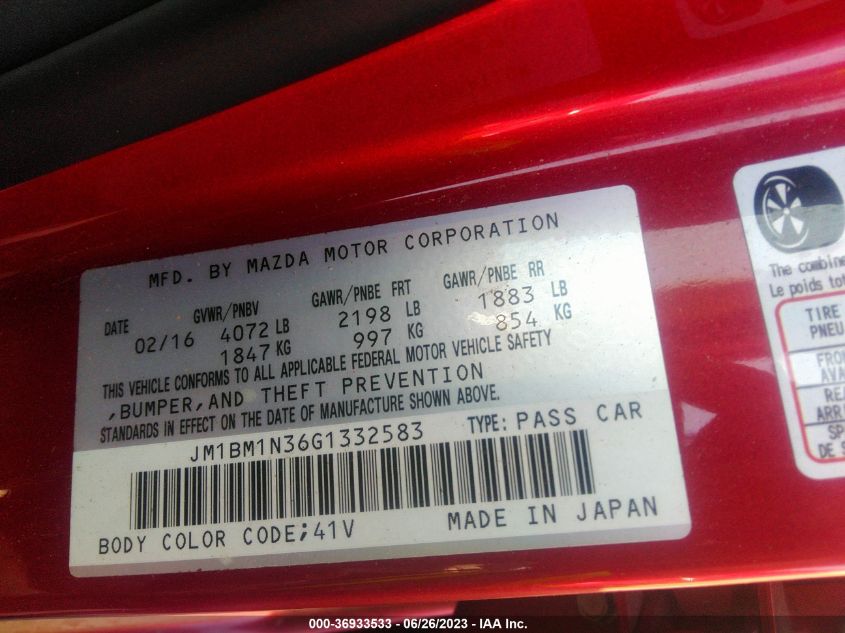 MFD. BY MAZDA MOTOR CORPORATION
DATE GVWR/PNBV GAWR/PNBE FRT GAWR/PNBE RR
02/16 4072 LB 2198 LB 1883 LB
1847 KG 997 KG 854 KG
THIS VEHICLE CONFORMS TO ALL APPLICABLE FEDERAL MOTOR VEHICLE SAFETY
,BUMPER,AND THEFT PREVENTION
STANDARDS IN EFFECT ON THE DATE OF MANUFACTURE SHOWN ABOVE.
JM1BM1N36G1332583 TYPE: PASS CAR
BODY COLOR CODE;41V MADE IN JAPAN
The combine
Le poids tot
TIRE
PNEU
FRO
AVA
REA
ARRI
SP
DE S
000-36933533 - 06/26/2023 - IAA Inc.